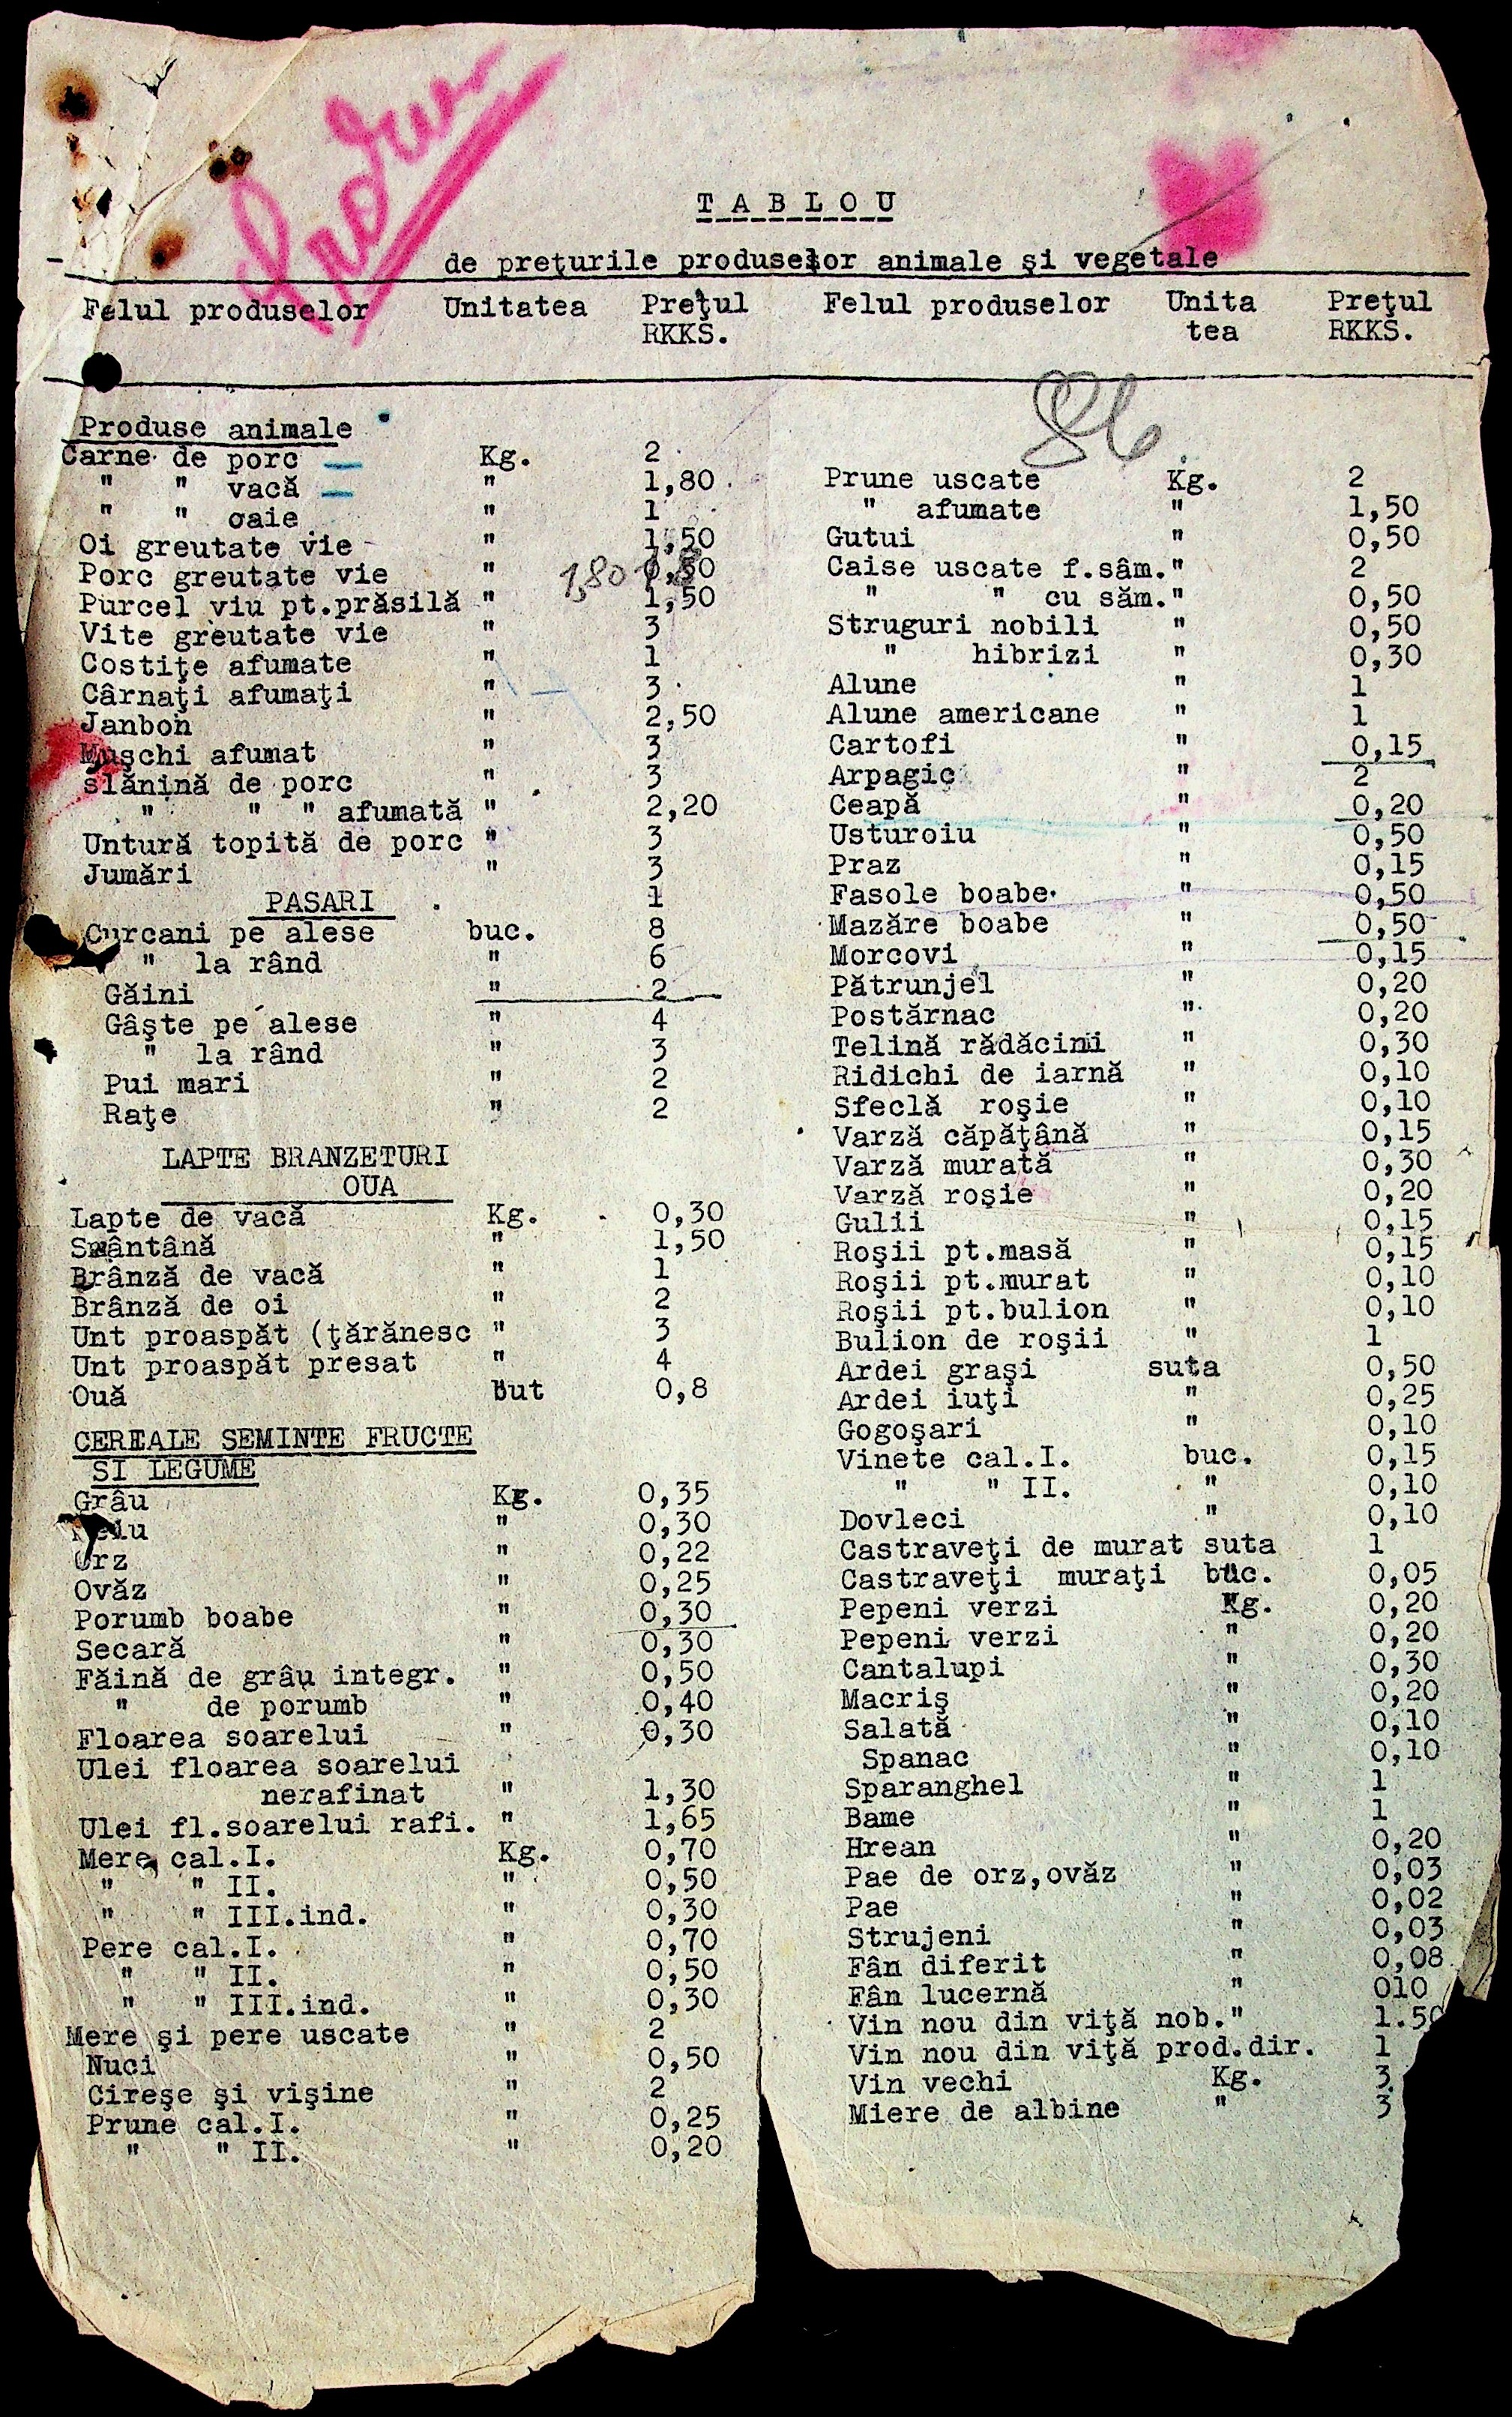 T A B L O U
de preţurile produselor animale şi vegetale
Felul produselor Unitatea Preţul RKKS.
Felul produselor Unita tea Preţul RKKS.
86
Produse animale
Carne de porc Kg. 2
" " vacă " 1,80
" " oaie " 1
Oi greutate vie " 1,50
Porc greutate vie " 1,80
Purcel viu pt.prăsilă " 1,50
Vite greutate vie " 3
Costiţe afumate " 1
Cârnaţi afumaţi " 3
Janbon " 2,50
Muşchi afumat " 3
slănină de porc " 3
" " " afumată " 2,20
Untură topită de porc " 3
Jumări " 3
PASARI 1
Curcani pe alese buc. 8
" la rând " 6
Găini " 2
Gâşte pe alese " 4
" la rând " 3
Pui mari " 2
Raţe " 2
LAPTE BRANZETURI
OUA
Lapte de vacă Kg. 0,30
Smântână " 1,50
Brânză de vacă " 1
Brânză de oi " 2
Unt proaspăt (ţărănesc " 3
Unt proaspăt presat " 4
Ouă but 0,8
CEREALE SEMINTE FRUCTE
SI LEGUME
Grâu Kg. 0,35
" 0,30
Orz " 0,22
Ovăz " 0,25
Porumb boabe " 0,30
Secară " 0,30
Făină de grâu integr. " 0,50
" de porumb " 0,40
Floarea soarelui " 0,30
Ulei floarea soarelui
nerafinat " 1,30
Ulei fl.soarelui rafi. " 1,65
Mere cal.I. Kg. 0,70
" " II. " 0,50
" " III.ind. " 0,30
Pere cal.I. " 0,70
" " II. " 0,50
" " III.ind. " 0,30
Mere şi pere uscate " 2
Nuci " 0,50
Cireşe şi vişine " 2
Prune cal.I. " 0,25
" " II. " 0,20
Prune uscate Kg. 2
" afumate " 1,50
Gutui " 0,50
Caise uscate f.sâm." 2
" " cu săm." 0,50
Struguri nobili " 0,50
" hibrizi " 0,30
Alune " 1
Alune americane " 1
Cartofi " 0,15
Arpagic " 2
Ceapă " 0,20
Usturoiu " 0,50
Praz " 0,15
Fasole boabe " 0,50
Mazăre boabe " 0,50
Morcovi " 0,15
Pătrunjel " 0,20
Postărnac " 0,20
Telină rădăcini " 0,30
Ridichi de iarnă " 0,10
Sfeclă roşie " 0,10
Varză căpăţână " 0,15
Varză murată " 0,30
Varză roşie " 0,20
Gulii " 0,15
Roşii pt.masă " 0,15
Roşii pt.murat " 0,10
Roşii pt.bulion " 0,10
Bulion de roşii " 1
Ardei graşi suta 0,50
Ardei iuţi " 0,25
Gogoşari " 0,10
Vinete cal.I. buc. 0,15
" " II. " 0,10
Dovleci " 0,10
Castraveţi de murat suta 1
Castraveţi muraţi buc. 0,05
Pepeni verzi Kg. 0,20
Pepeni verzi " 0,20
Cantalupi " 0,30
Macriş " 0,20
Salată " 0,10
Spanac " 0,10
Sparanghel " 1
Bame " 1
Hrean " 0,20
Pae de orz,ovăz " 0,03
Pae " 0,02
Strujeni " 0,03
Fân diferit " 0,08
Fân lucernă " 010
Vin nou din viţă nob." 1.50
Vin nou din viţă prod.dir. 1
Vin vechi Kg. 3
Miere de albine " 3